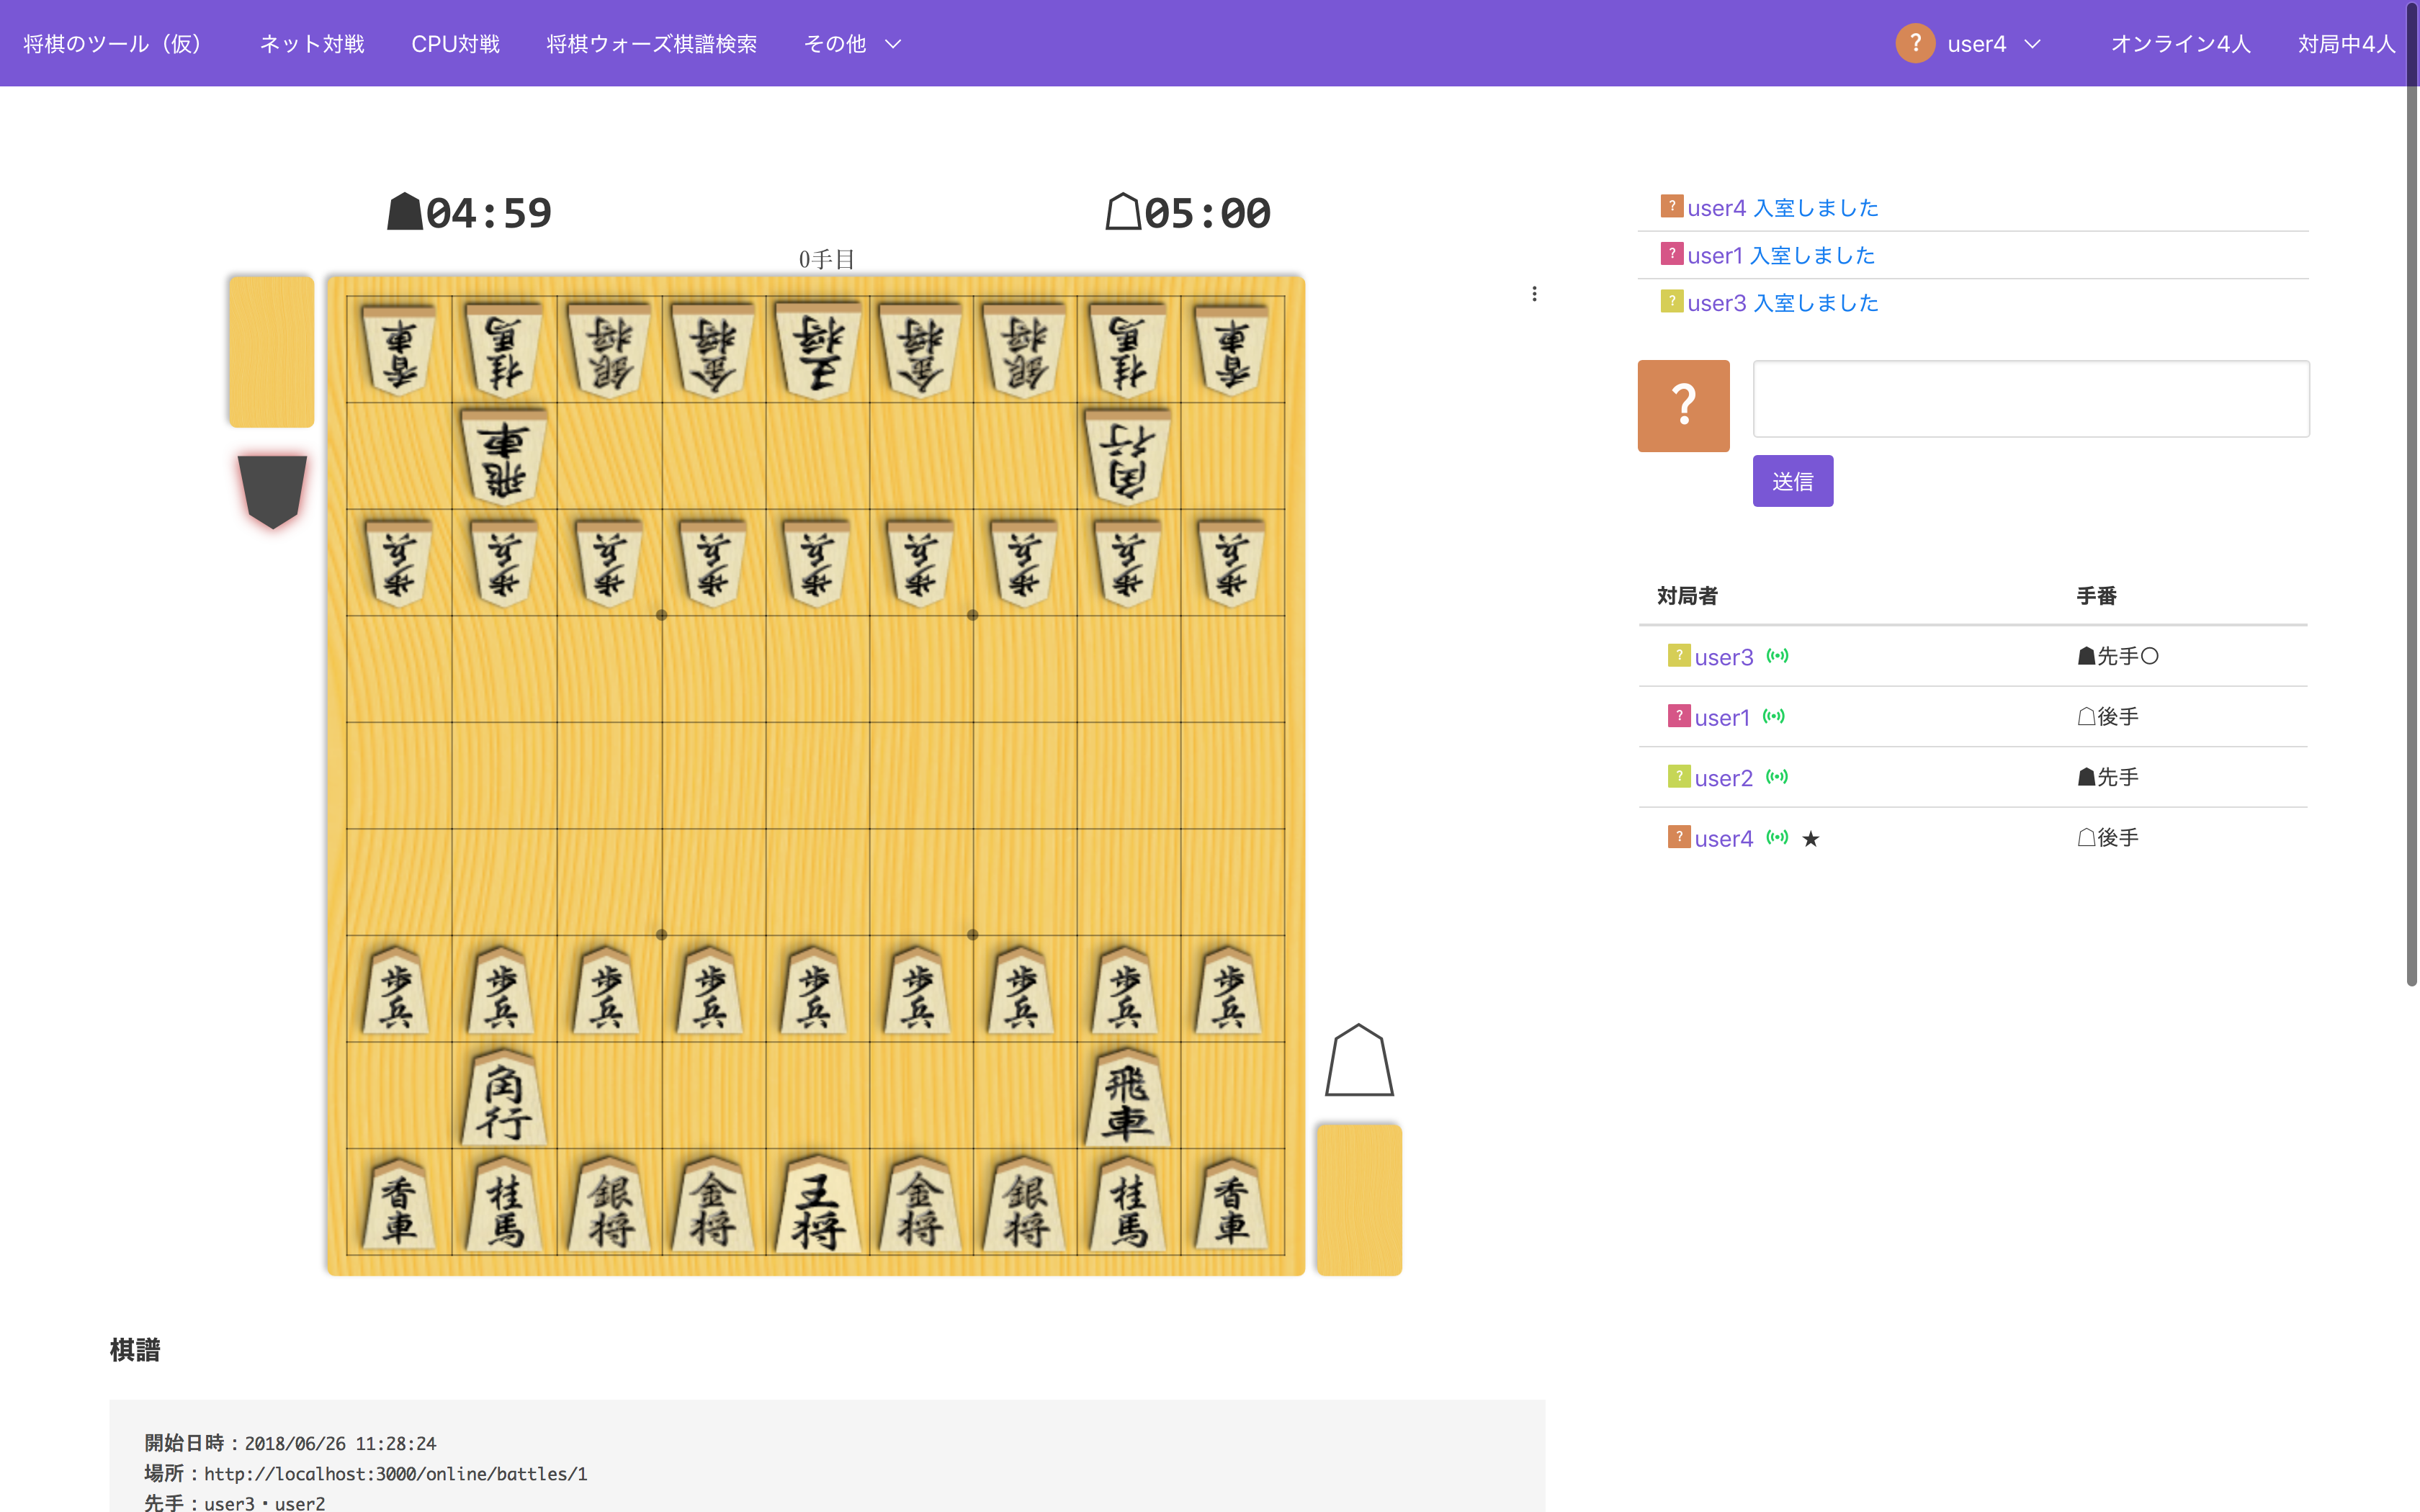 将棋のツール（仮） ネット対戦 CPU対戦 将棋ウォーズ棋譜検索 その他 ? user4 オンライン4人 対局中4人
☗04:59 ☖05:00
0手目
香車 桂馬 銀将 金将 王将 金将 銀将 桂馬 香車
飛車 角行
歩兵 歩兵 歩兵 歩兵 歩兵 歩兵 歩兵 歩兵 歩兵
歩兵 歩兵 歩兵 歩兵 歩兵 歩兵 歩兵 歩兵 歩兵
角行 飛車
香車 桂馬 銀将 金将 王将 金将 銀将 桂馬 香車
? user4 入室しました
? user1 入室しました
? user3 入室しました
?
送信
対局者 手番
? user3 ☗先手○
? user1 ☖後手
? user2 ☗先手
? user4 ★ ☖後手
棋譜
開始日時：2018/06/26 11:28:24
場所：http://localhost:3000/online/battles/1
先手：user3・user2